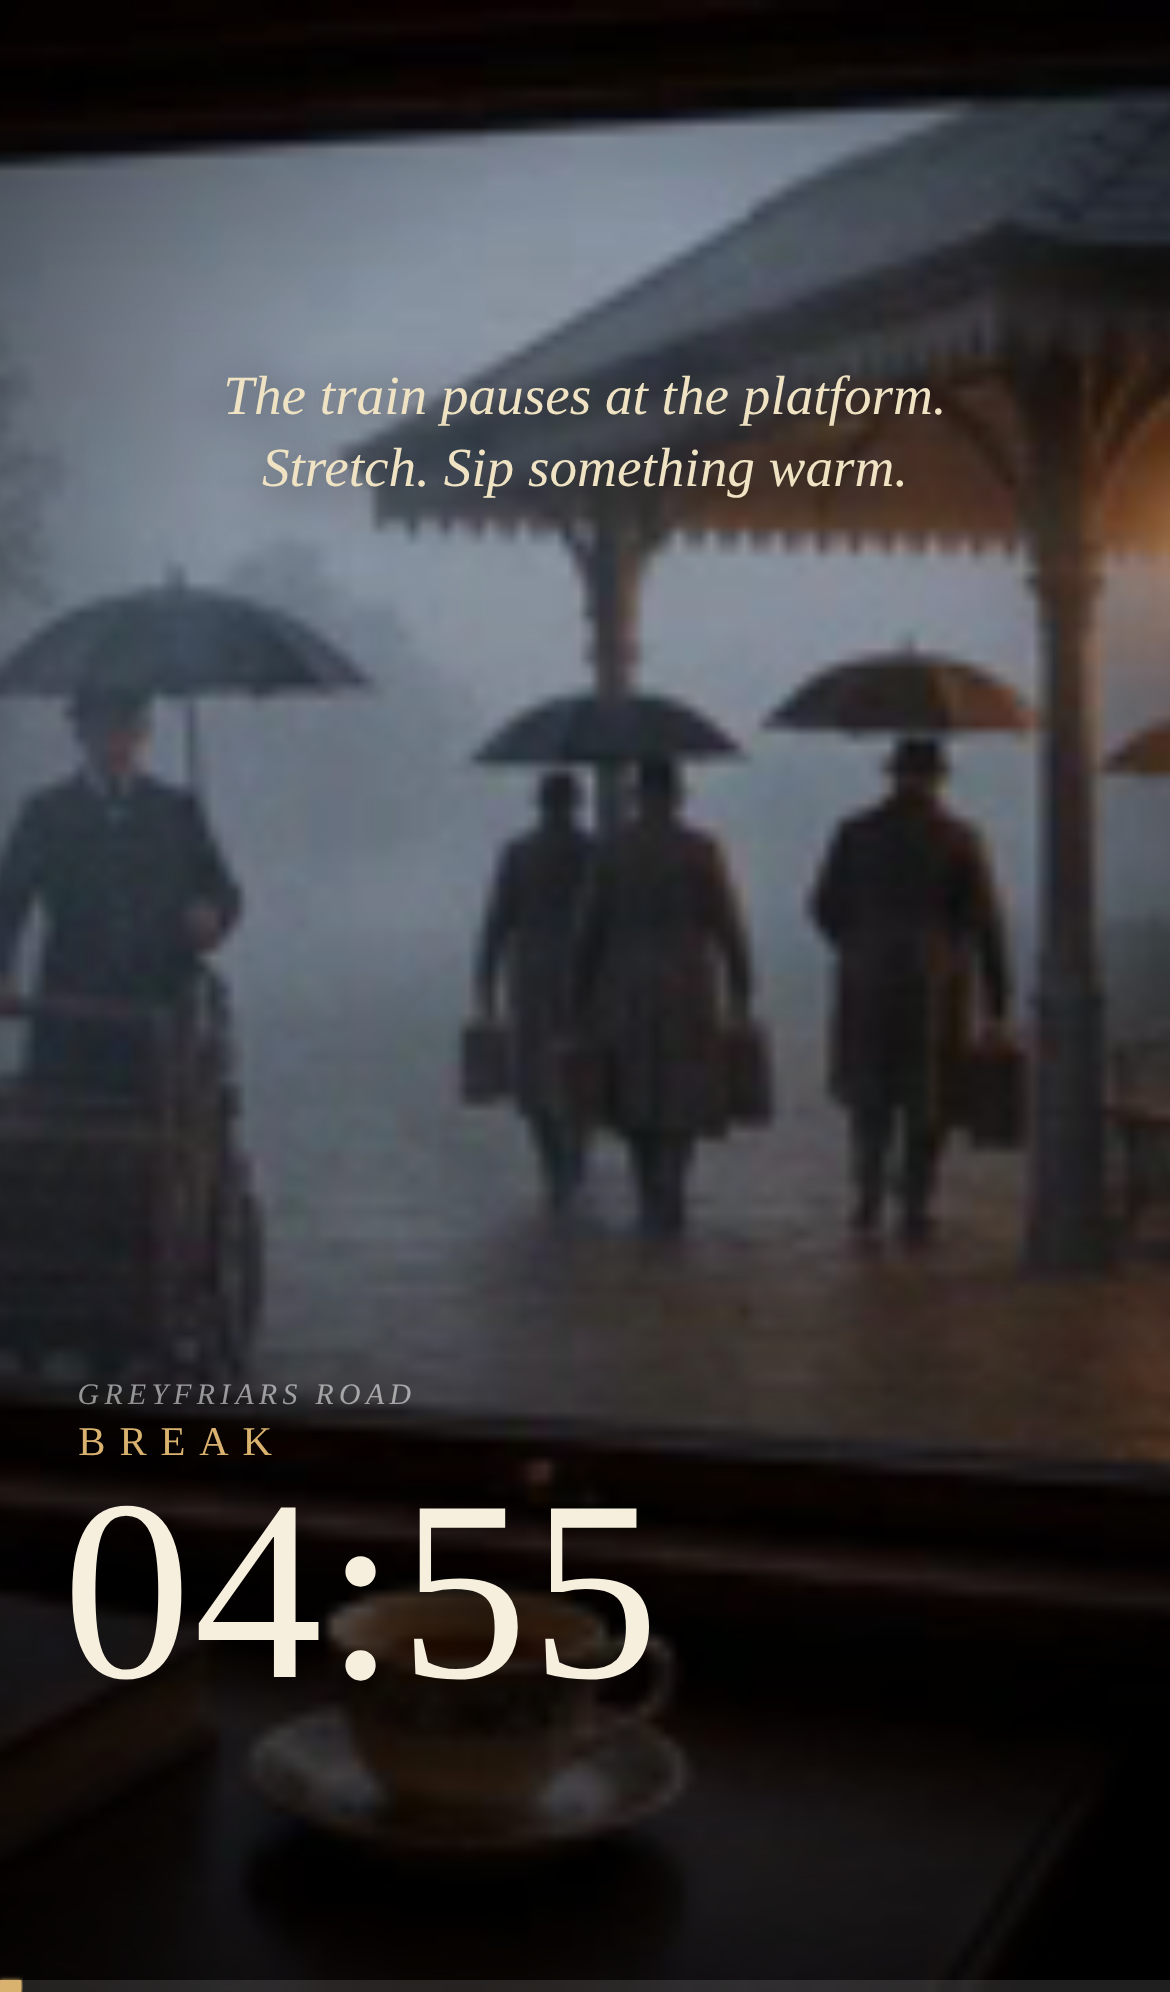 The train pauses at the platform.
Stretch. Sip something warm.
GREYFRIARS ROAD
BREAK
04:55